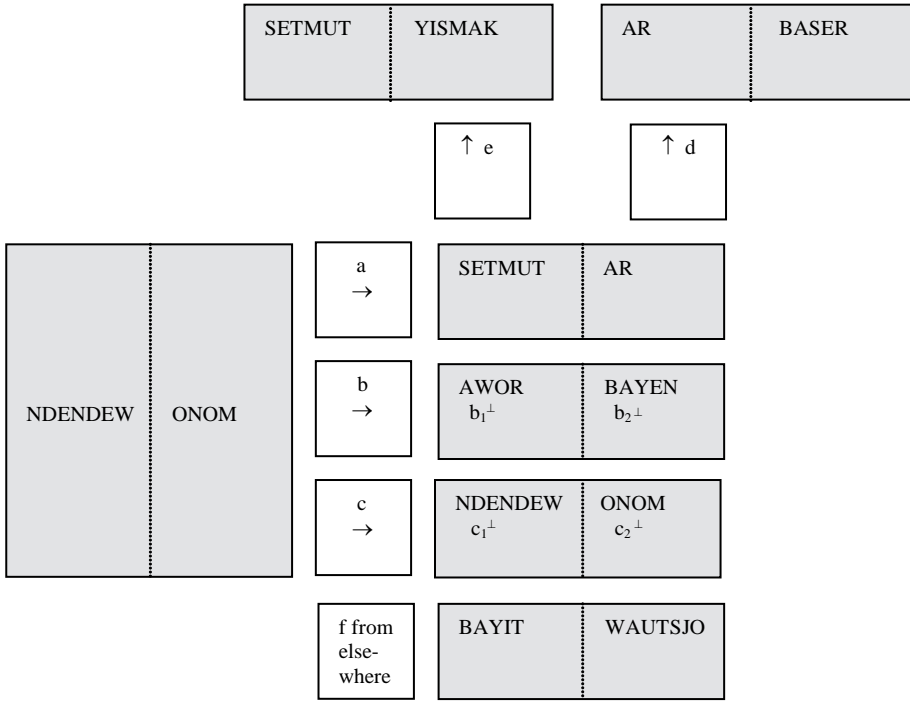 SETMUT YISMAK AR BASER
↑ e ↑ d
a
→
SETMUT AR
b
→
AWOR BAYEN
b₁⊥ b₂⊥
NDENDEW ONOM
c
→
NDENDEW ONOM
c₁⊥ c₂⊥
f from
else-
where
BAYIT WAUTSJO